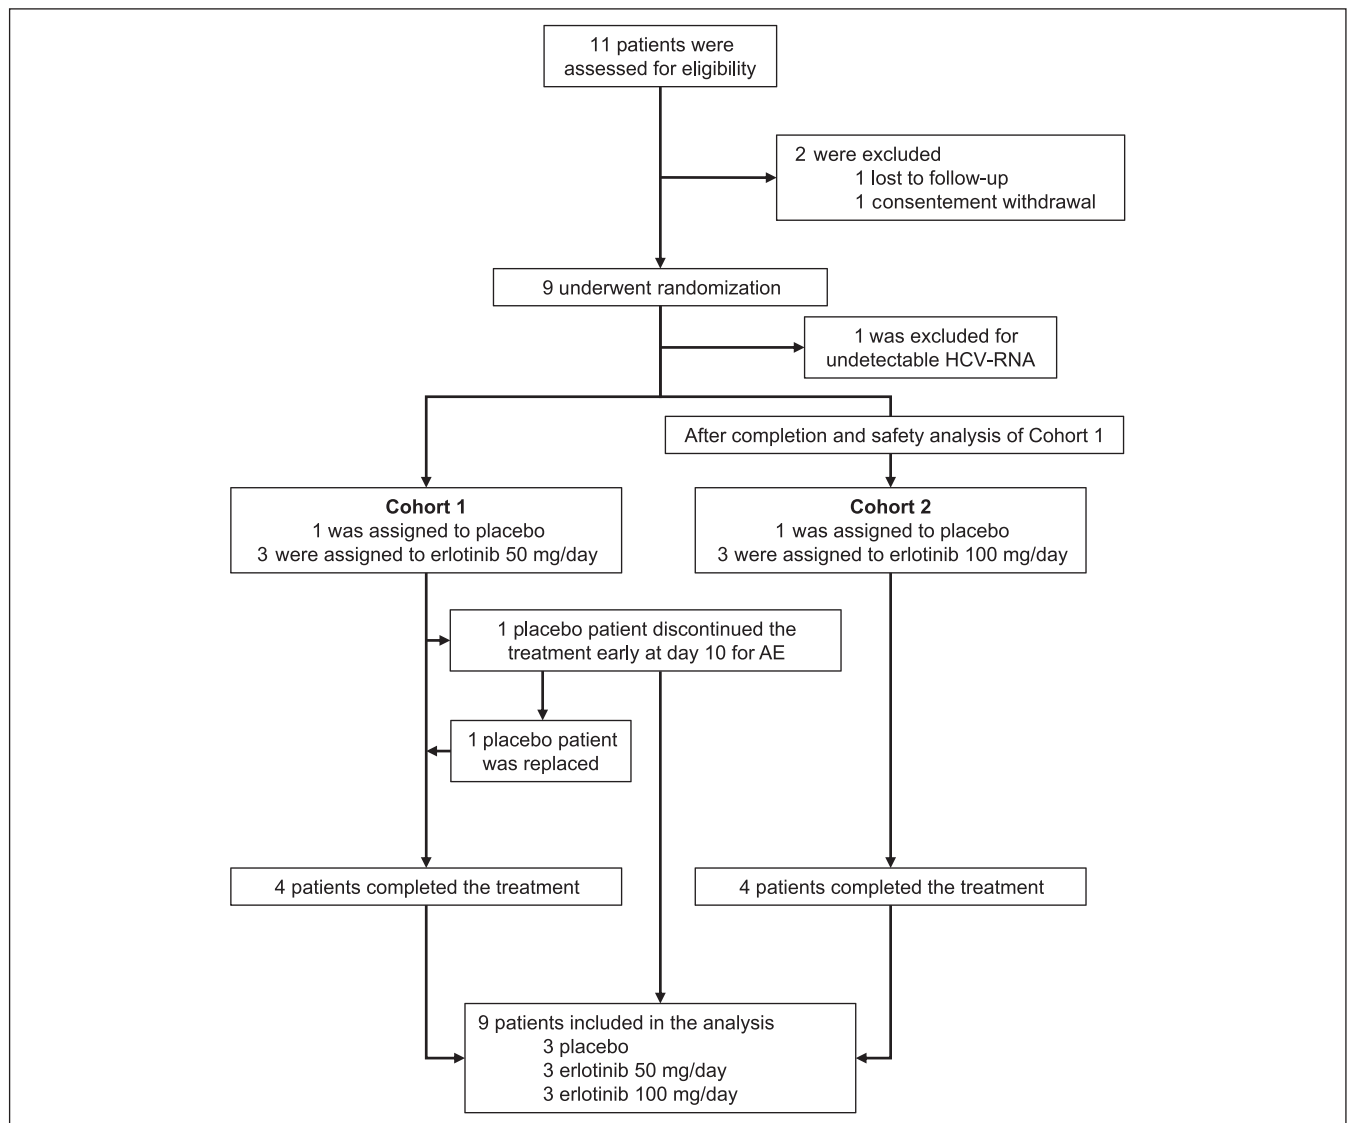 11 patients were
assessed for eligibility
2 were excluded
1 lost to follow-up
1 consentement withdrawal
9 underwent randomization
1 was excluded for
undetectable HCV-RNA
After completion and safety analysis of Cohort 1
Cohort 1
1 was assigned to placebo
3 were assigned to erlotinib 50 mg/day
Cohort 2
1 was assigned to placebo
3 were assigned to erlotinib 100 mg/day
1 placebo patient discontinued the
treatment early at day 10 for AE
1 placebo patient
was replaced
4 patients completed the treatment
4 patients completed the treatment
9 patients included in the analysis
3 placebo
3 erlotinib 50 mg/day
3 erlotinib 100 mg/day